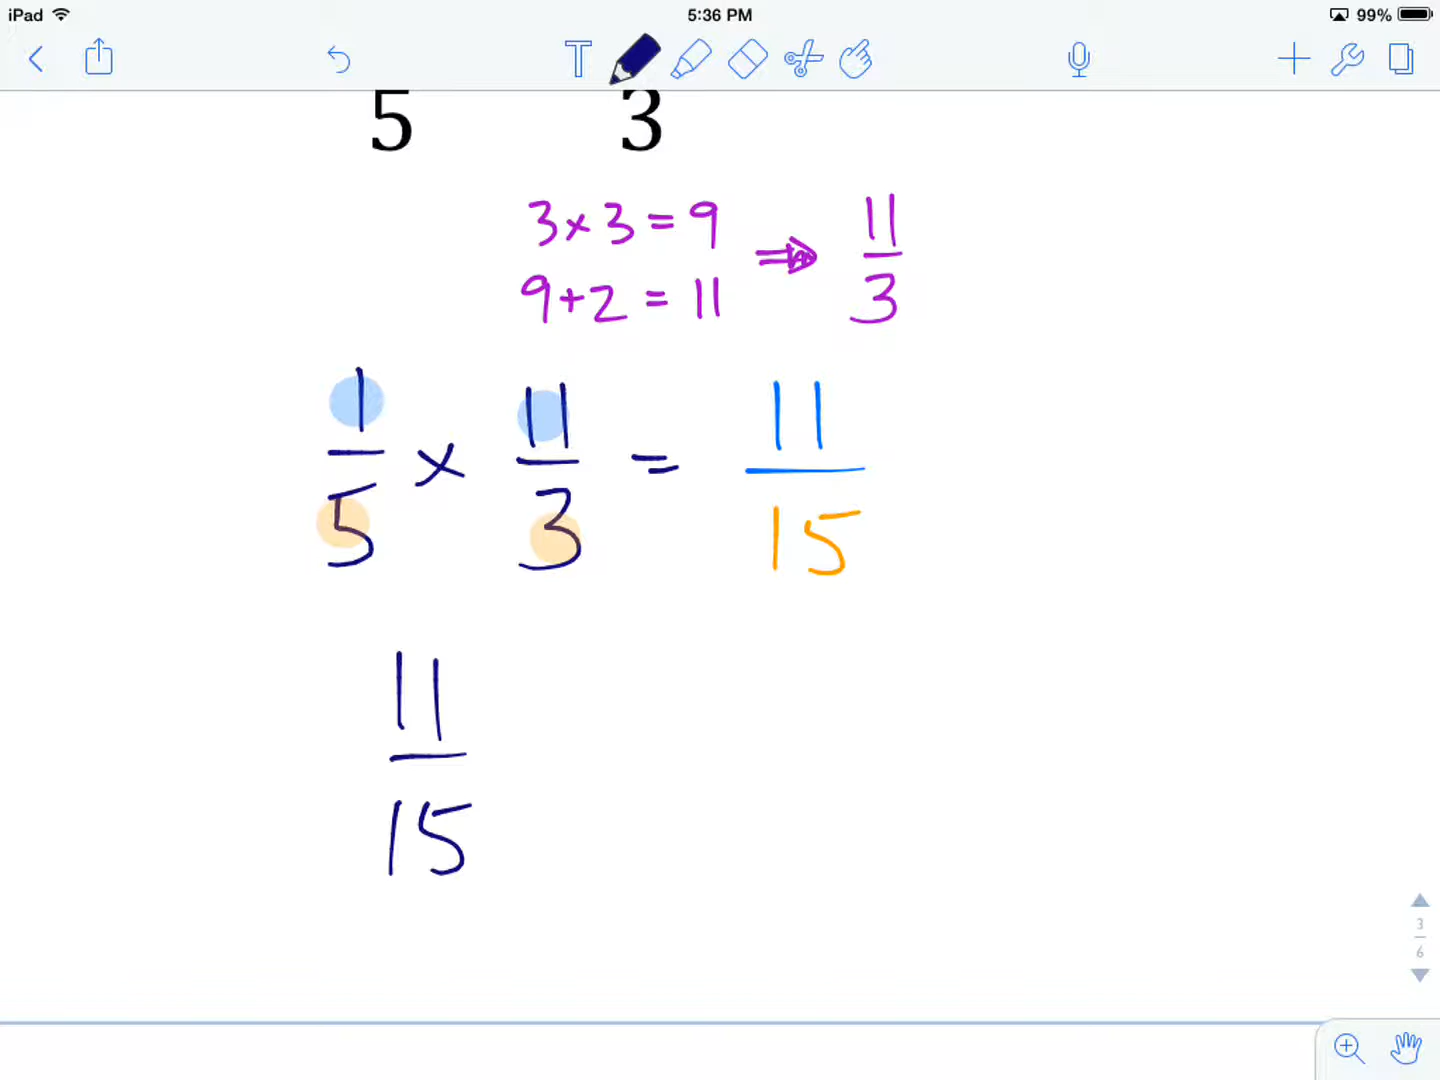 iPad 5:36 PM 99%
T
5 3
3 × 3 = 9
9 + 2 = 11
⇒ 11/3
1/5 × 11/3 = 11/15
11/15
3
6